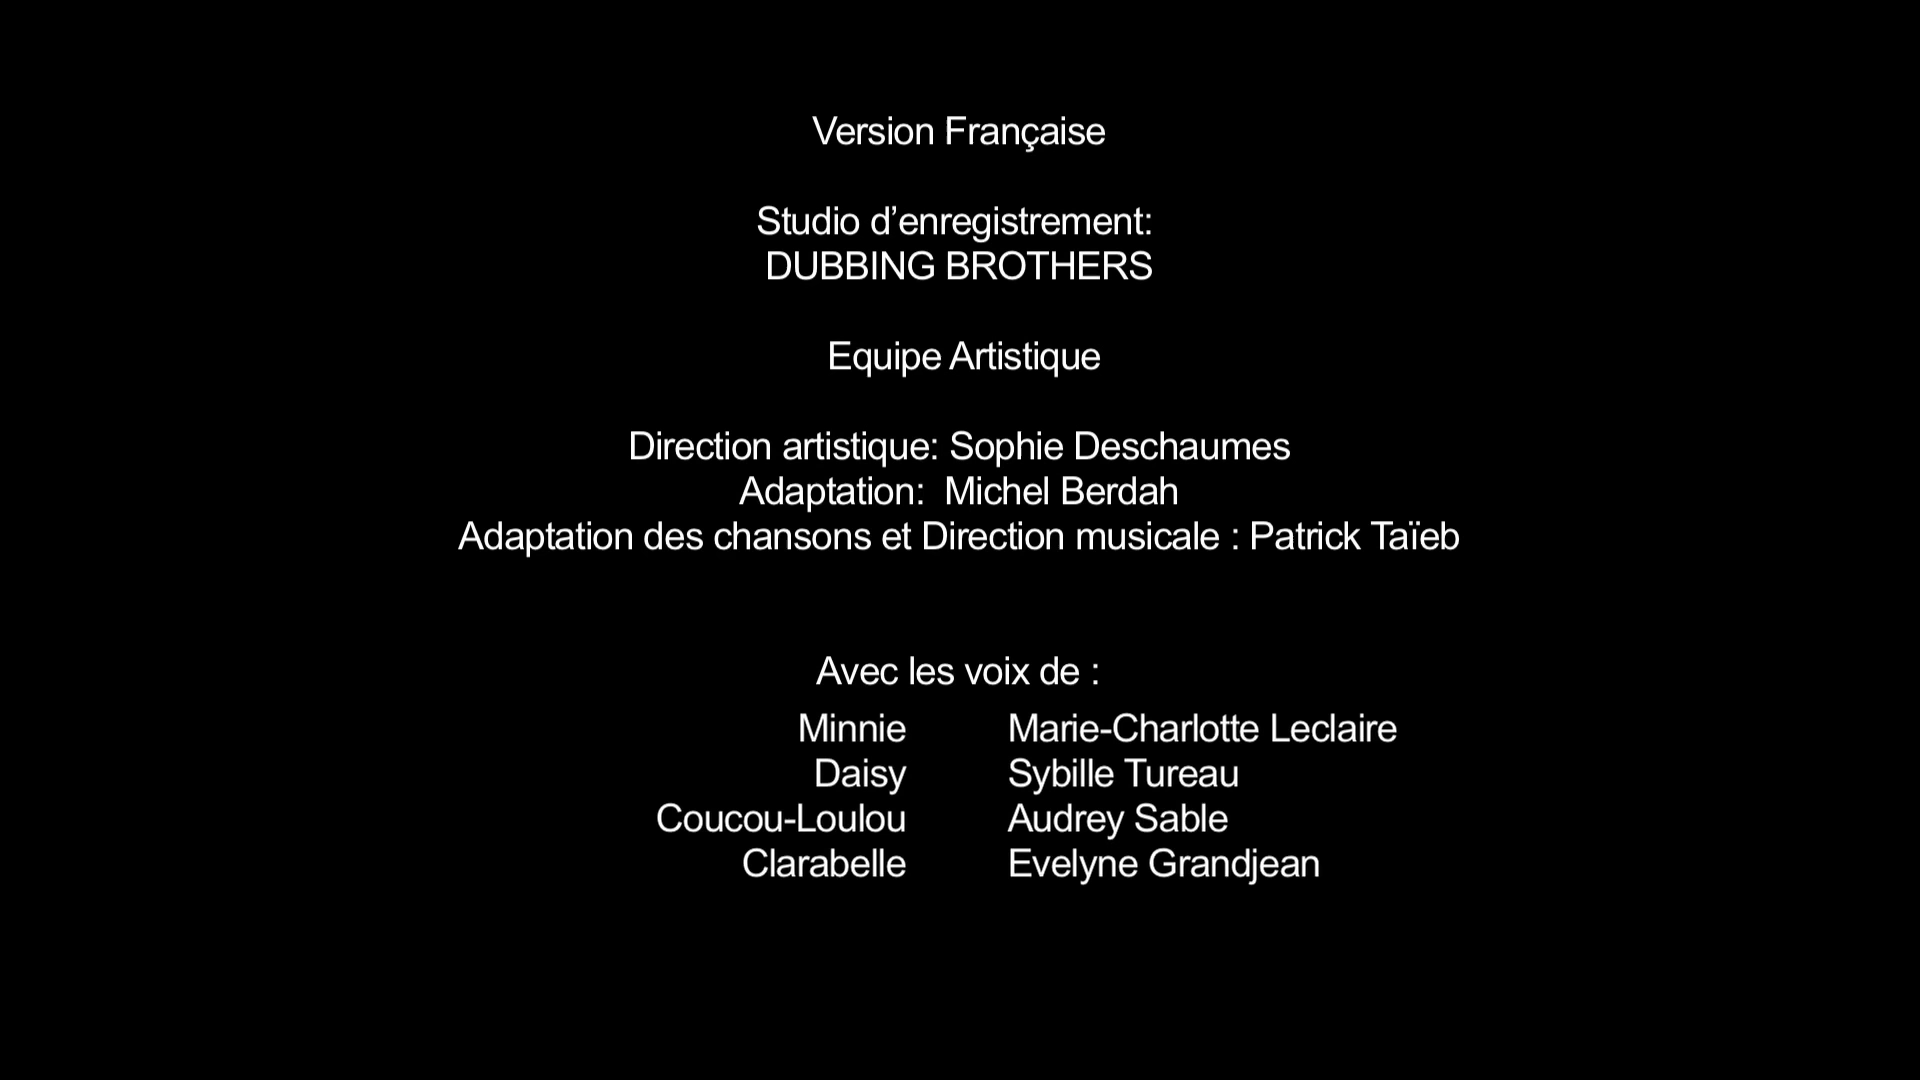 Version Française
Studio d’enregistrement:
DUBBING BROTHERS
Equipe Artistique
Direction artistique: Sophie Deschaumes
Adaptation:  Michel Berdah
Adaptation des chansons et Direction musicale : Patrick Taïeb
Avec les voix de :
Minnie Marie-Charlotte Leclaire
Daisy Sybille Tureau
Coucou-Loulou Audrey Sable
Clarabelle Evelyne Grandjean